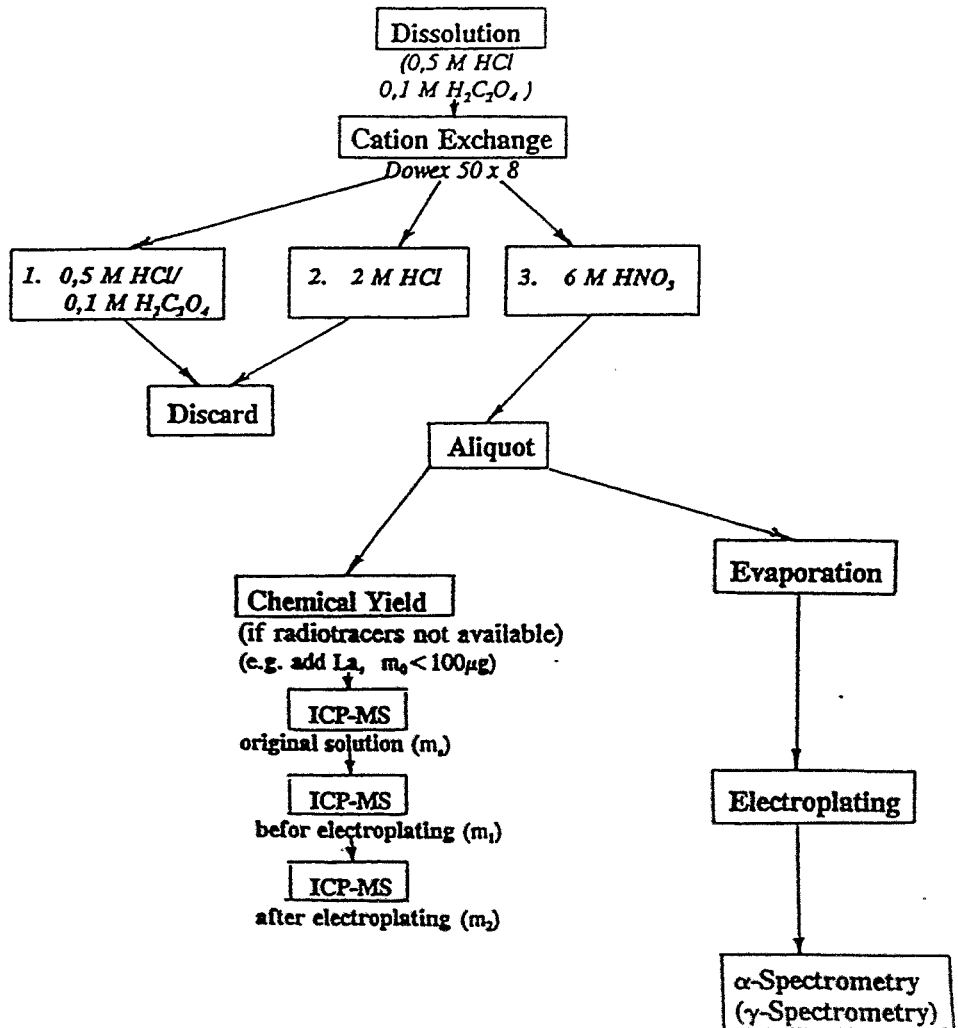 Dissolution
(0,5 M HCl
0,1 M H₂C₂O₄)
Cation Exchange
Dowex 50 x 8
1. 0,5 M HCl/
0,1 M H₂C₂O₄
2. 2 M HCl
3. 6 M HNO₃
Discard
Aliquot
Chemical Yield
(if radiotracers not available)
(e.g. add La, m₀<100μg)
ICP-MS
original solution (mₒ)
ICP-MS
befor electroplating (m₁)
ICP-MS
after electroplating (m₂)
Evaporation
Electroplating
α-Spectrometry
(γ-Spectrometry)